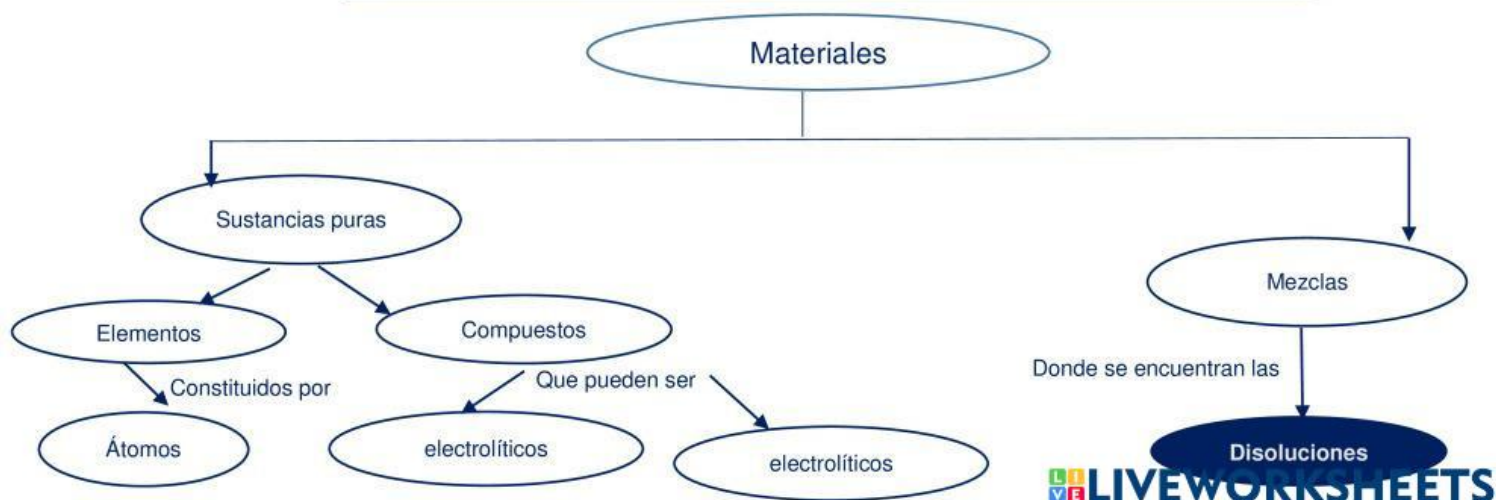 Materiales
Sustancias puras
Mezclas
Elementos
Compuestos
Constituidos por
Que pueden ser
Donde se encuentran las
Átomos
electrolíticos
electrolíticos
Disoluciones
LIVE LIVEWORKSHEETS